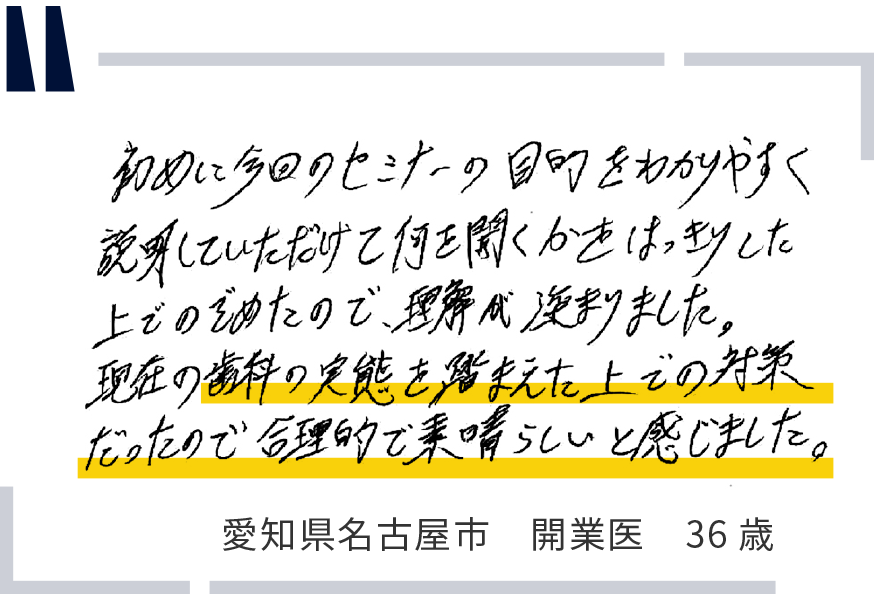 初めに今回のセミナーの目的をわかりやすく
説明していただけて何を聞くかをはっきりした
上でのぞめたので、理解が深まりました。
現在の歯科の実態を踏まえた上での対策
だったので合理的で素晴らしいと感じました。
愛知県名古屋市 開業医 36歳